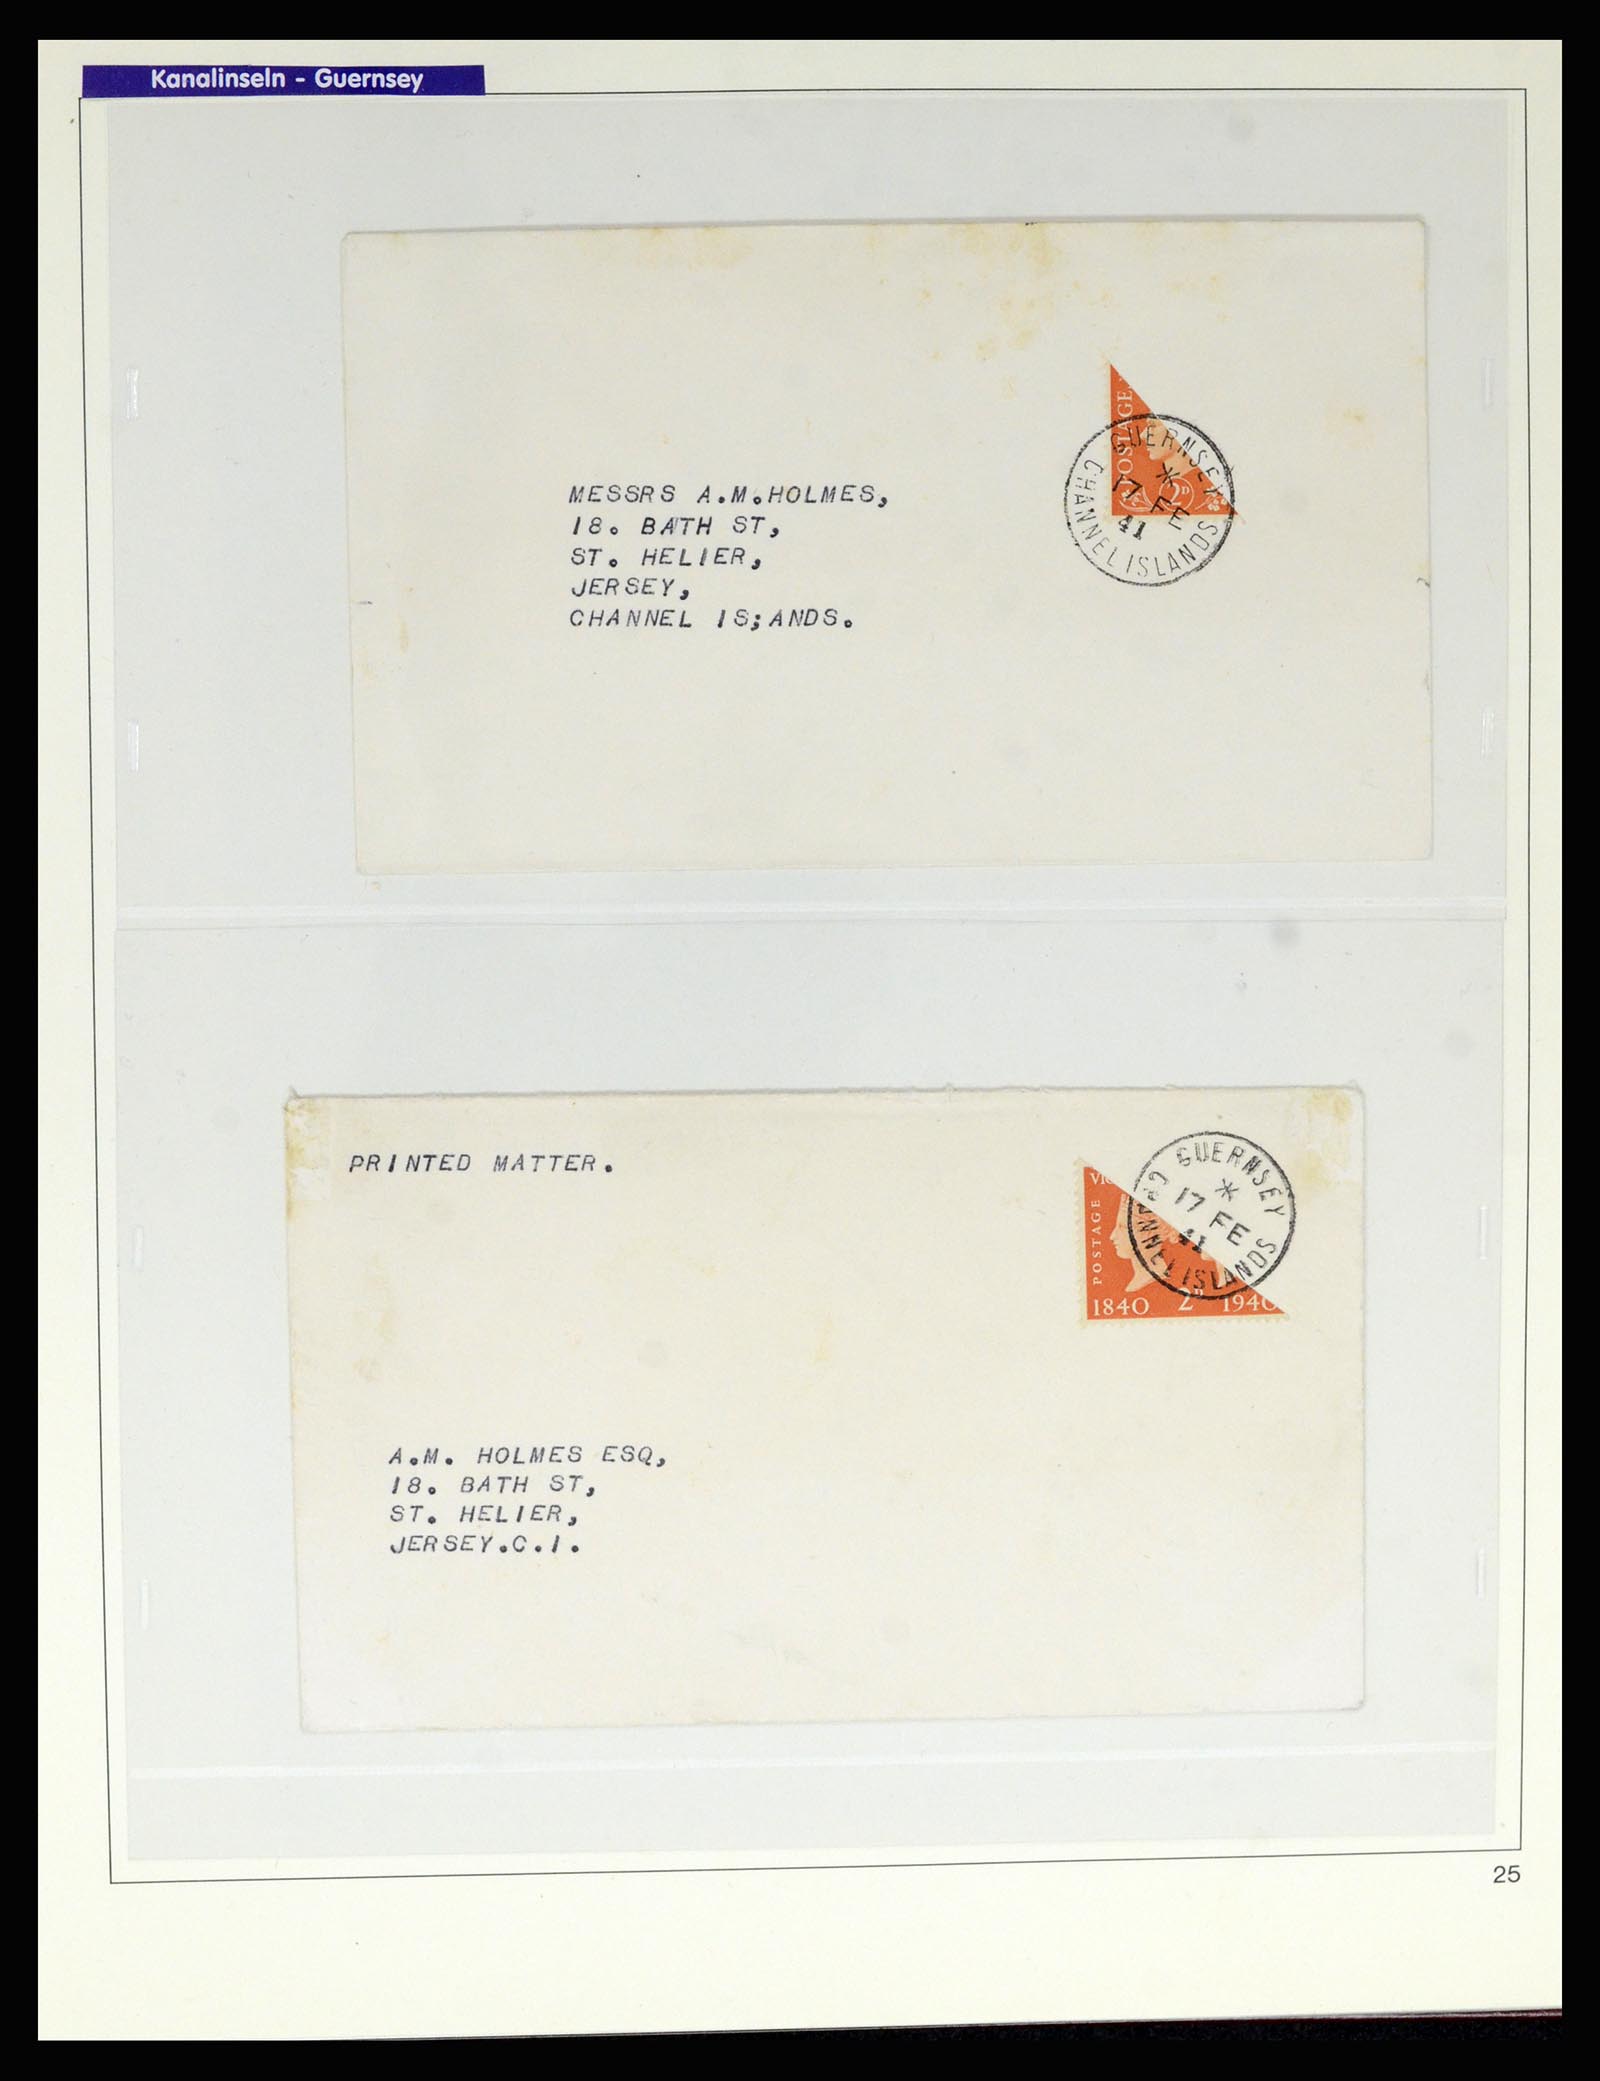 Kanalinseln - Guernsey
POSTAGE
2D
GUERNSEY
17 FE
41
CHANNEL ISLANDS
MESSRS A.M.HOLMES,
18. BATH ST,
ST. HELIER,
JERSEY,
CHANNEL IS;ANDS.
PRINTED MATTER.
POSTAGE
1840 2D 1940
GUERNSEY
17 FE
41
CHANNEL ISLANDS
A.M. HOLMES ESQ,
18. BATH ST,
ST. HELIER,
JERSEY.C.I.
25